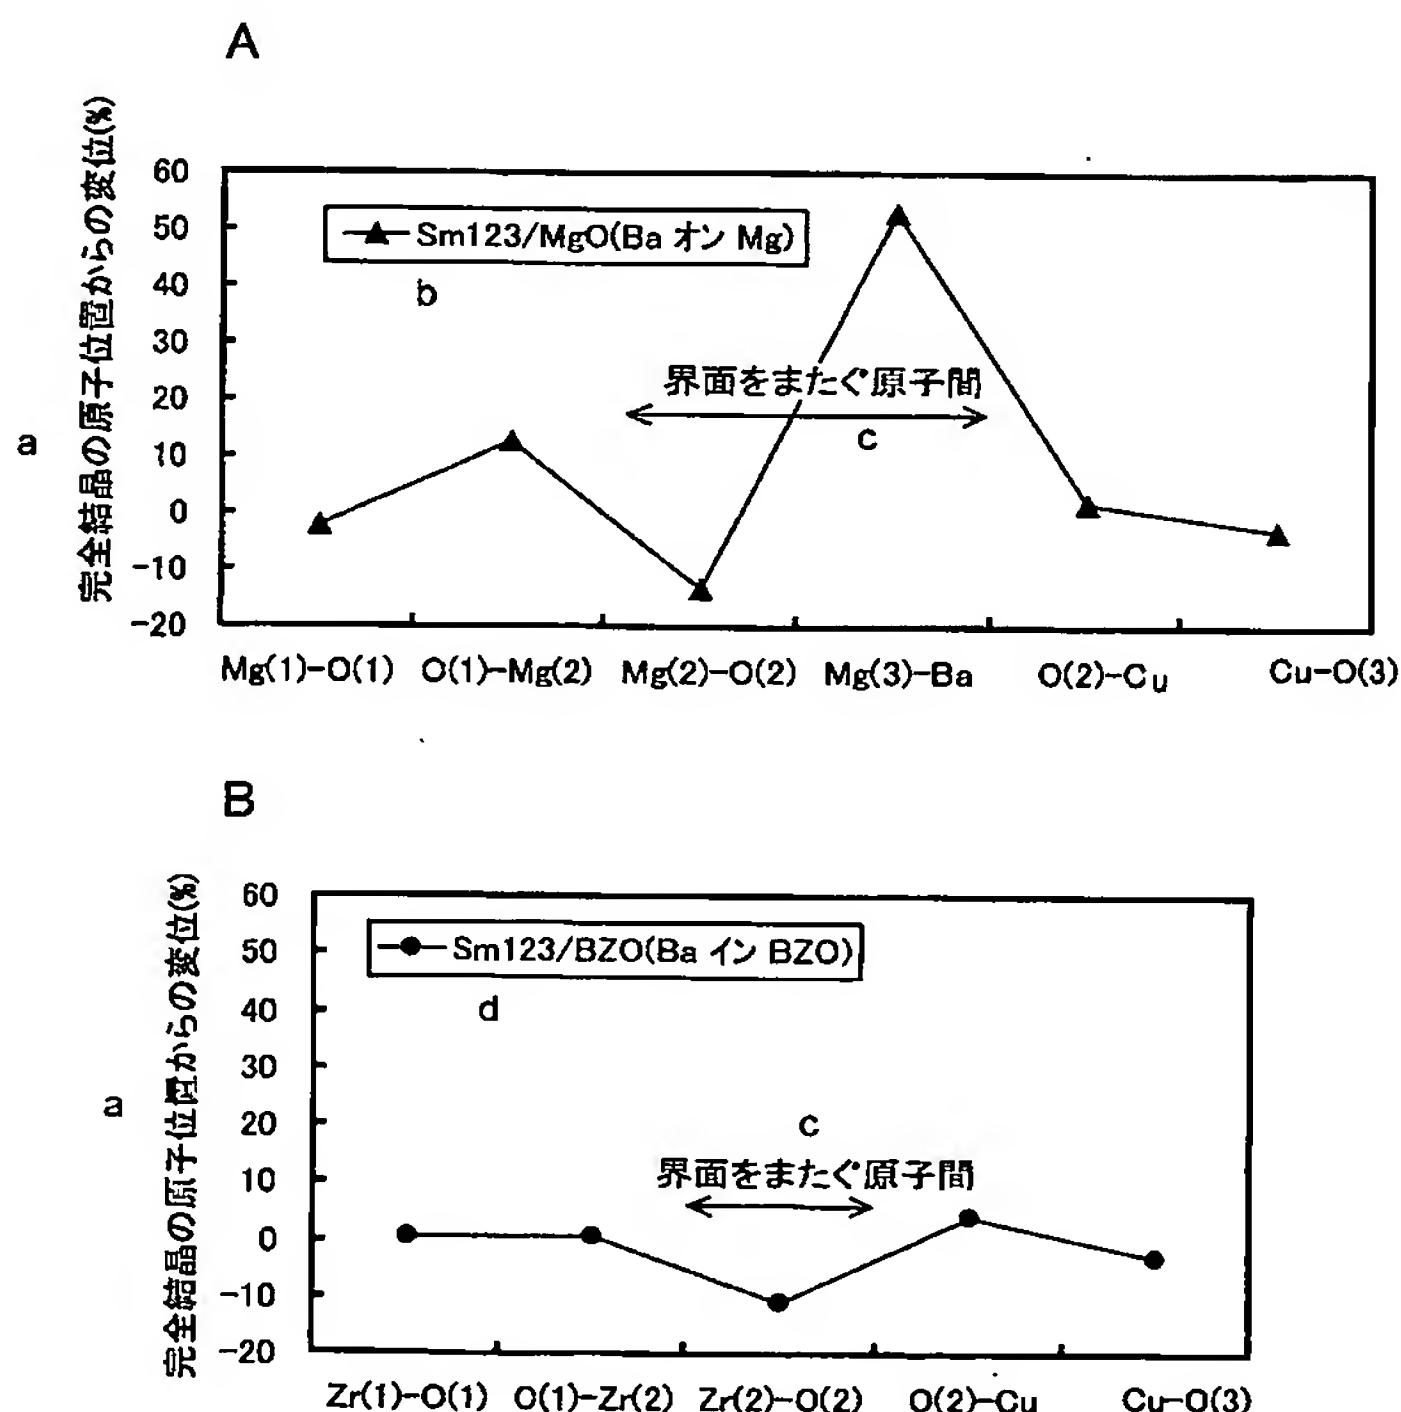 A
完全結晶の原子位置からの変位(%)
a
60
50
40
30
20
10
0
-10
-20
Sm123/MgO(Ba オン Mg)
b
界面をまたぐ原子間
c
Mg(1)-O(1) O(1)-Mg(2) Mg(2)-O(2) Mg(3)-Ba O(2)-Cu Cu-O(3)
B
完全結晶の原子位置からの変位(%)
a
60
50
40
30
20
10
0
-10
-20
Sm123/BZO(Ba イン BZO)
d
c
界面をまたぐ原子間
Zr(1)-O(1) O(1)-Zr(2) Zr(2)-O(2) O(2)-Cu Cu-O(3)